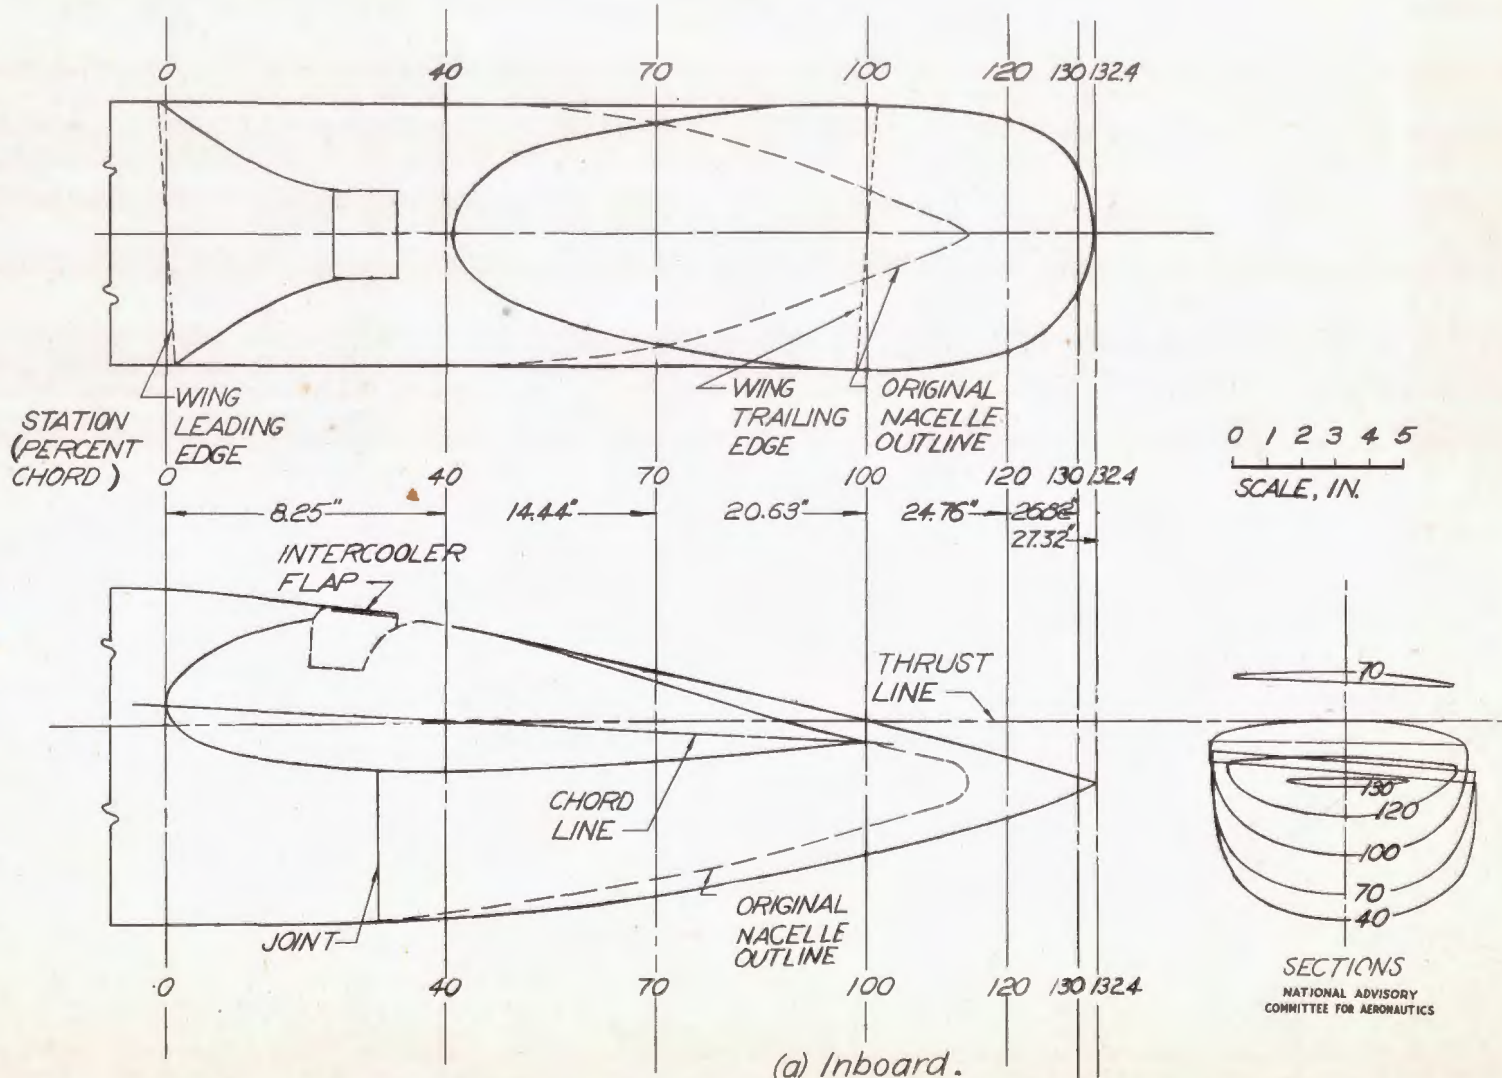 0 40 70 100 120 130 132.4
WING
LEADING
EDGE
WING
TRAILING
EDGE
ORIGINAL
NACELLE
OUTLINE
STATION
(PERCENT
CHORD)
0 40 70 100 120 130 132.4
0 1 2 3 4 5
SCALE, IN.
8.25" 14.44" 20.63" 24.76"
27.32"
INTERCOOLER
FLAP
THRUST
LINE
CHORD
LINE
JOINT
ORIGINAL
NACELLE
OUTLINE
70
130
120
100
70
40
SECTIONS
NATIONAL ADVISORY
COMMITTEE FOR AERONAUTICS
0 40 70 100 120 130 132.4
(a) Inboard.